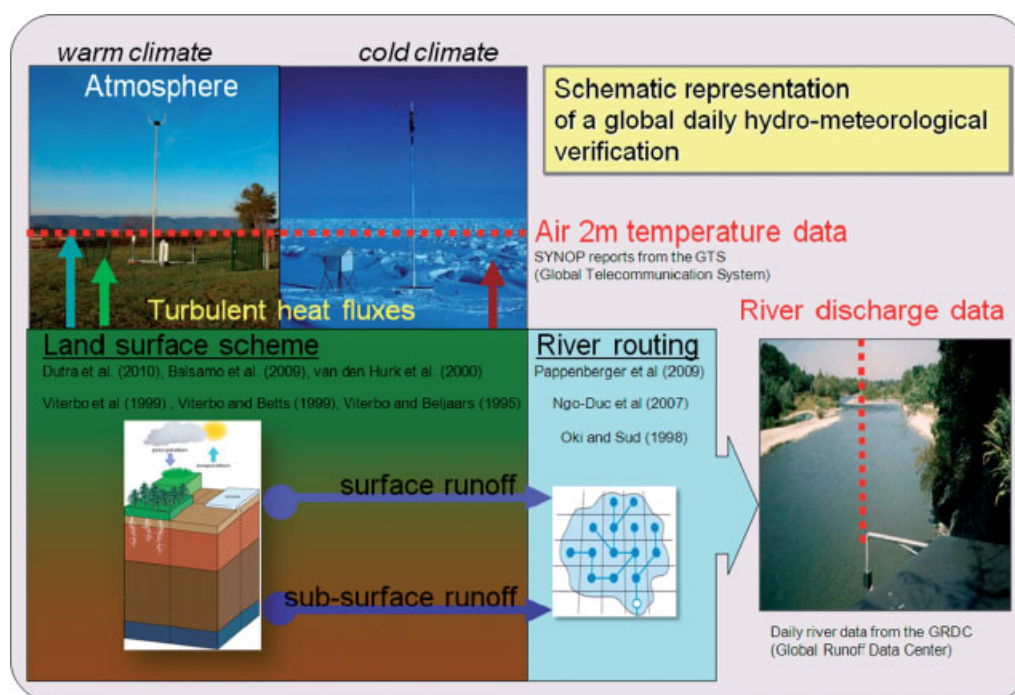 warm climate
cold climate
Atmosphere
Schematic representation
of a global daily hydro-meteorological
verification
Air 2m temperature data
SYNOP reports from the GTS
(Global Telecommunication System)
Turbulent heat fluxes
River discharge data
Land surface scheme
Dutra et al. (2010), Balsamo et al. (2009), van den Hurk et al. (2000)
Viterbo et al (1999) , Viterbo and Betts (1999), Viterbo and Beljaars (1995)
River routing
Pappenberger et al (2009)
Ngo-Duc et al (2007)
Oki and Sud (1998)
precipitation
surface runoff
sub-surface runoff
Daily river data from the GRDC
(Global Runoff Data Center)